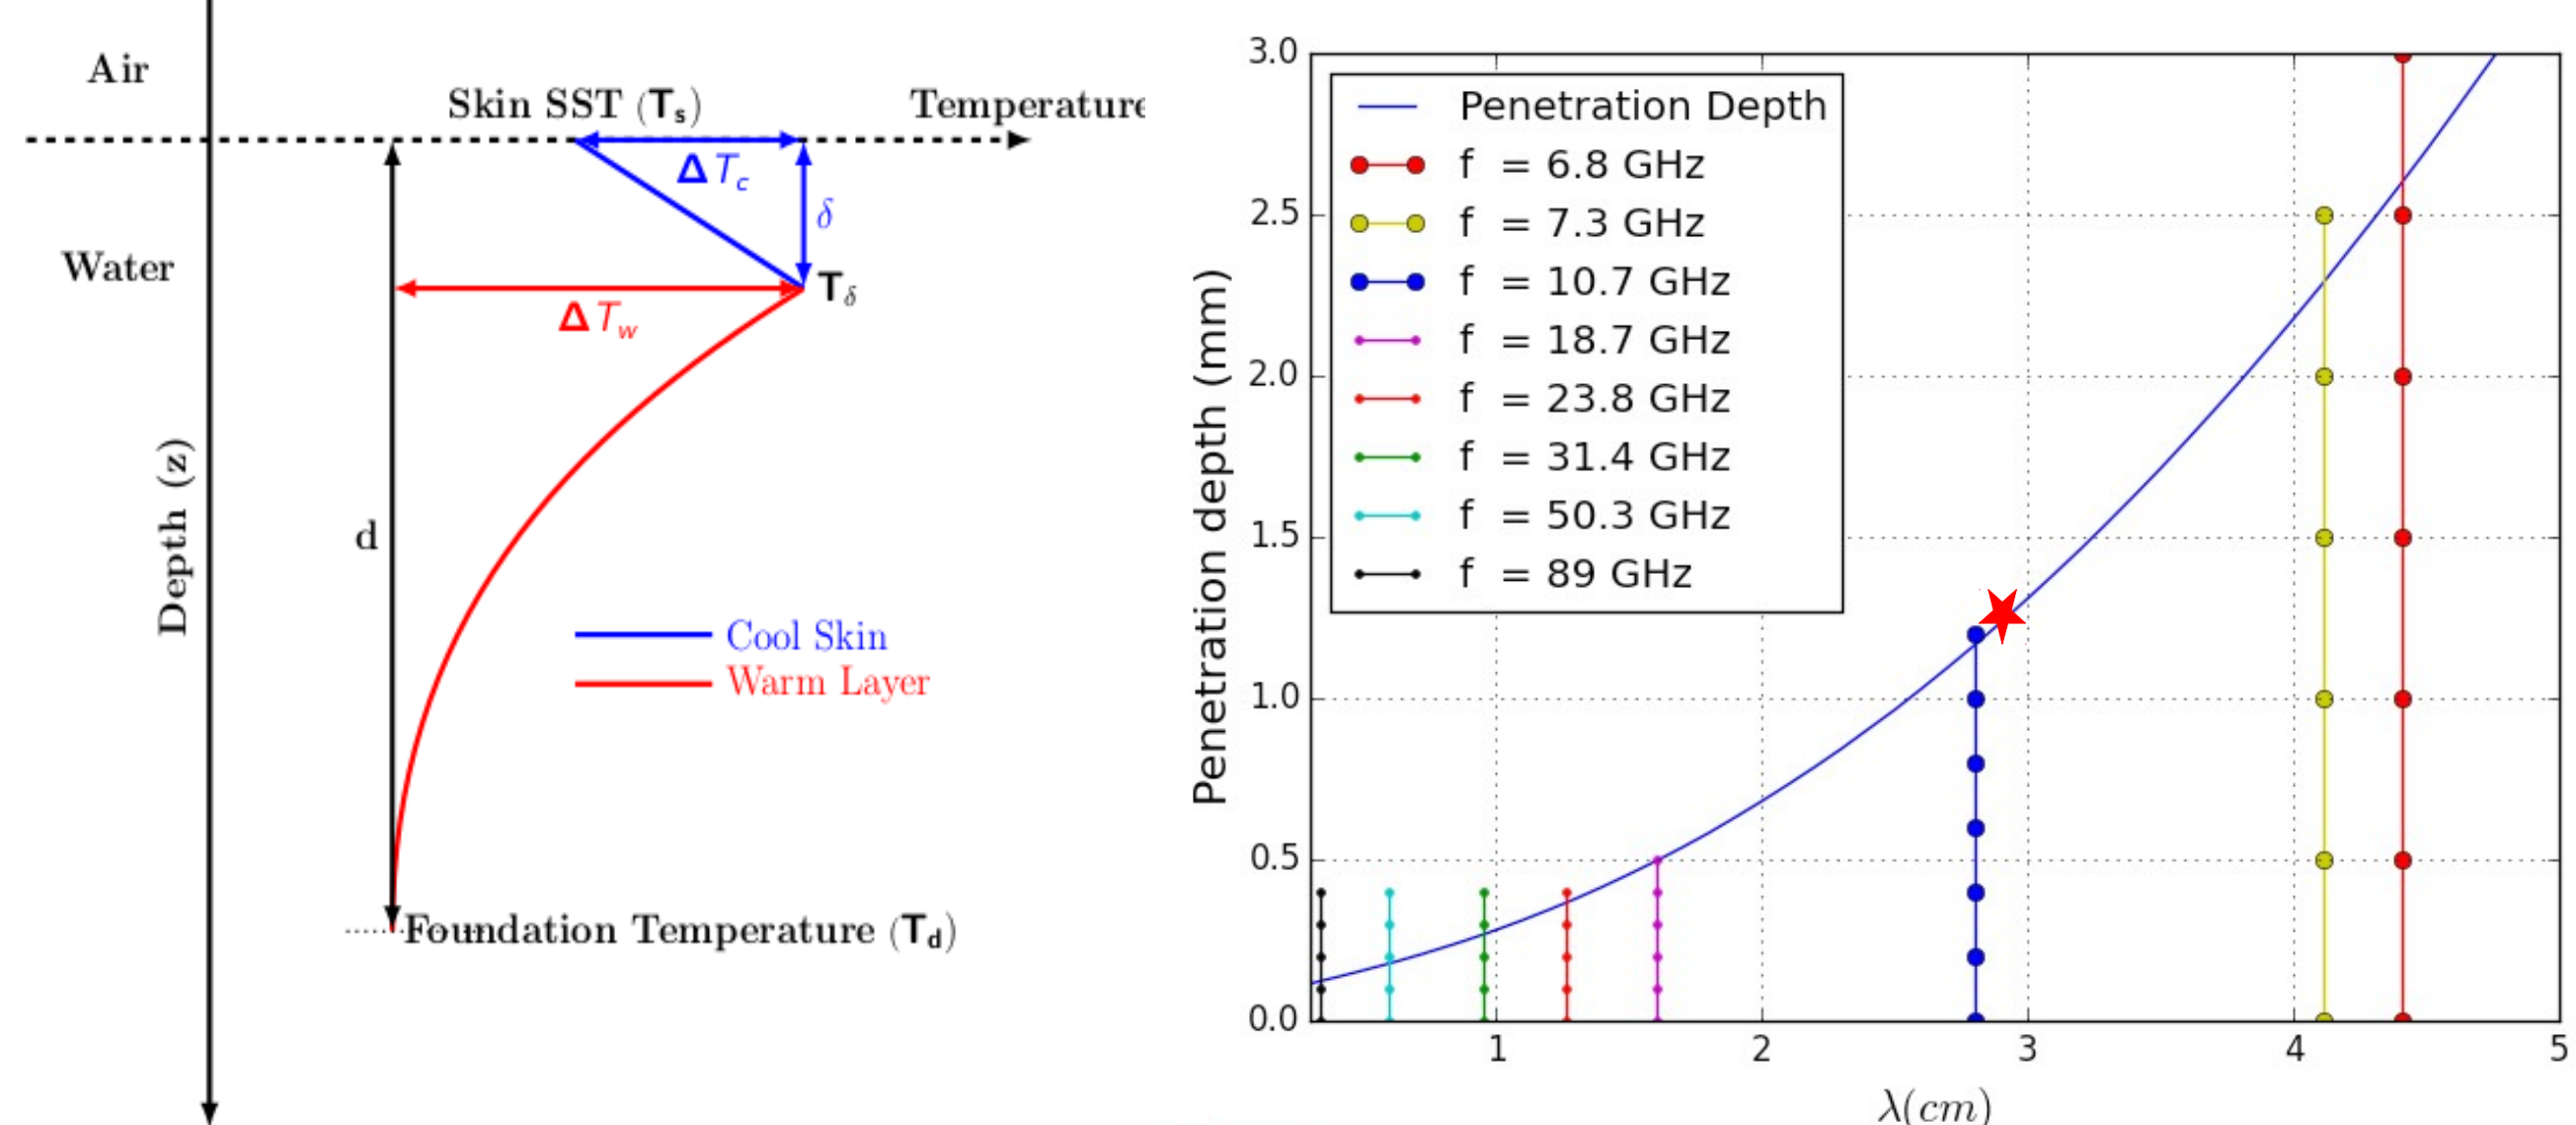 Air
Skin SST (Ts)
Temperature
ΔTc
δ
Water
Tδ
ΔTw
Depth (z)
d
Cool Skin
Warm Layer
Foundation Temperature (Td)
Penetration depth (mm)
3.0
2.5
2.0
1.5
1.0
0.5
0.0
Penetration Depth
f = 6.8 GHz
f = 7.3 GHz
f = 10.7 GHz
f = 18.7 GHz
f = 23.8 GHz
f = 31.4 GHz
f = 50.3 GHz
f = 89 GHz
1 2 3 4 5
λ(cm)